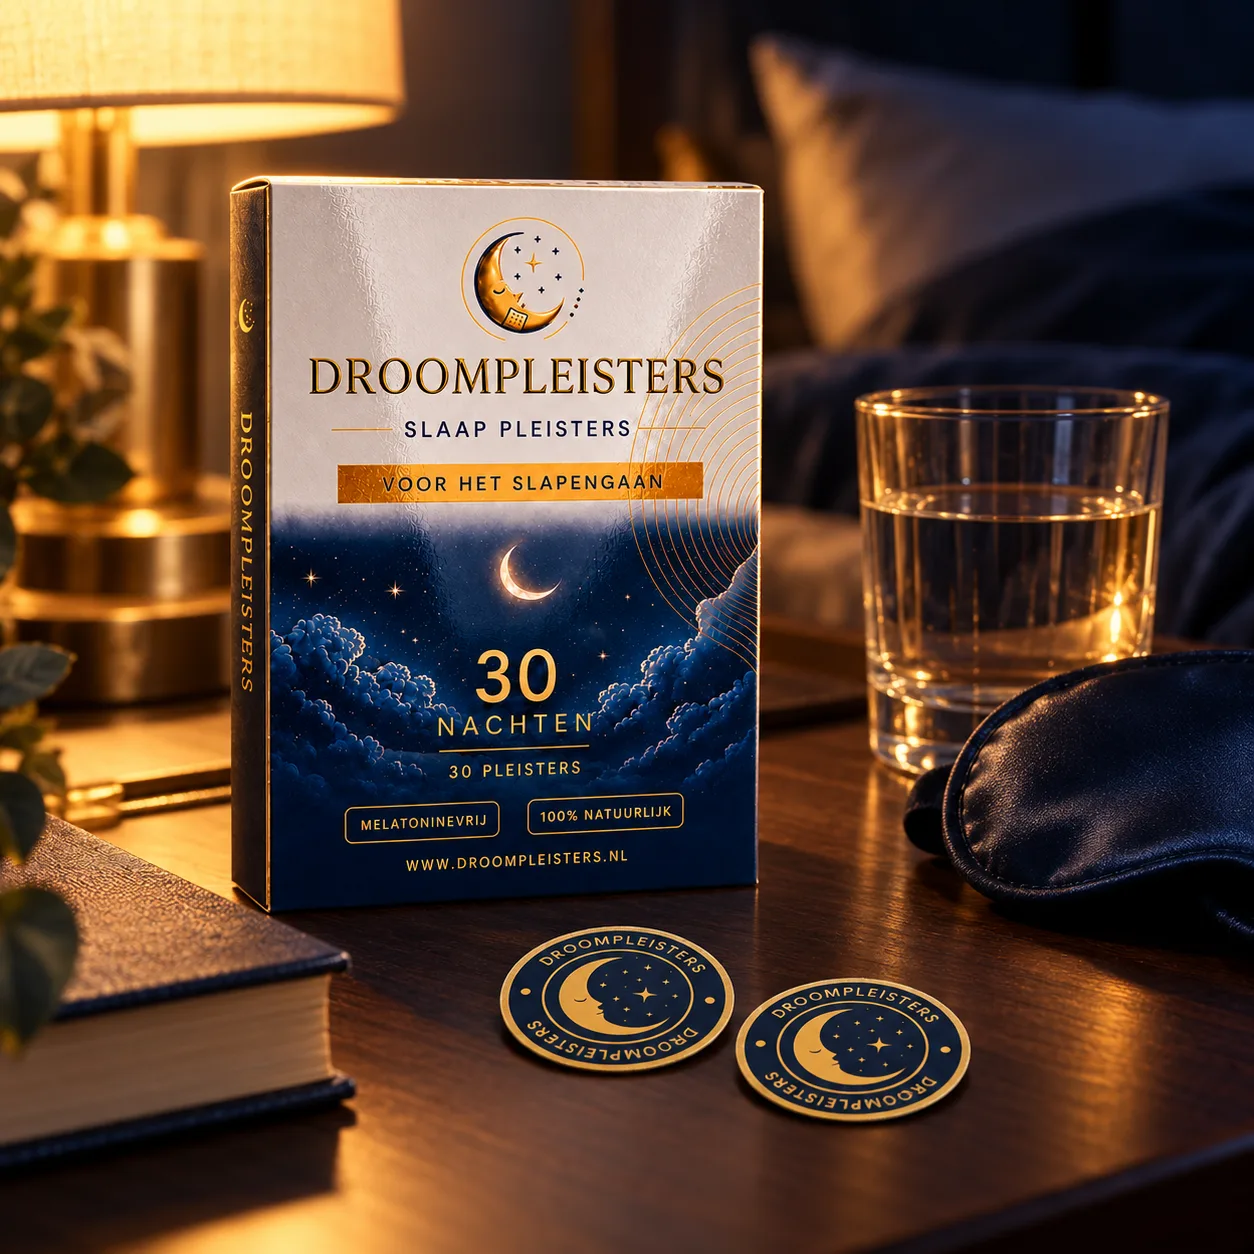 DROOMPLEISTERS
SLAAP PLEISTERS
VOOR HET SLAPENGAAN
30
NACHTEN
30 PLEISTERS
MELATONINEVRIJ
100% NATUURLIJK
WWW.DROOMPLEISTERS.NL
DROOMPLEISTERS
DROOMPLEISTERS
DROOMPLEISTERS
DROOMPLEISTERS
DROOMPLEISTERS